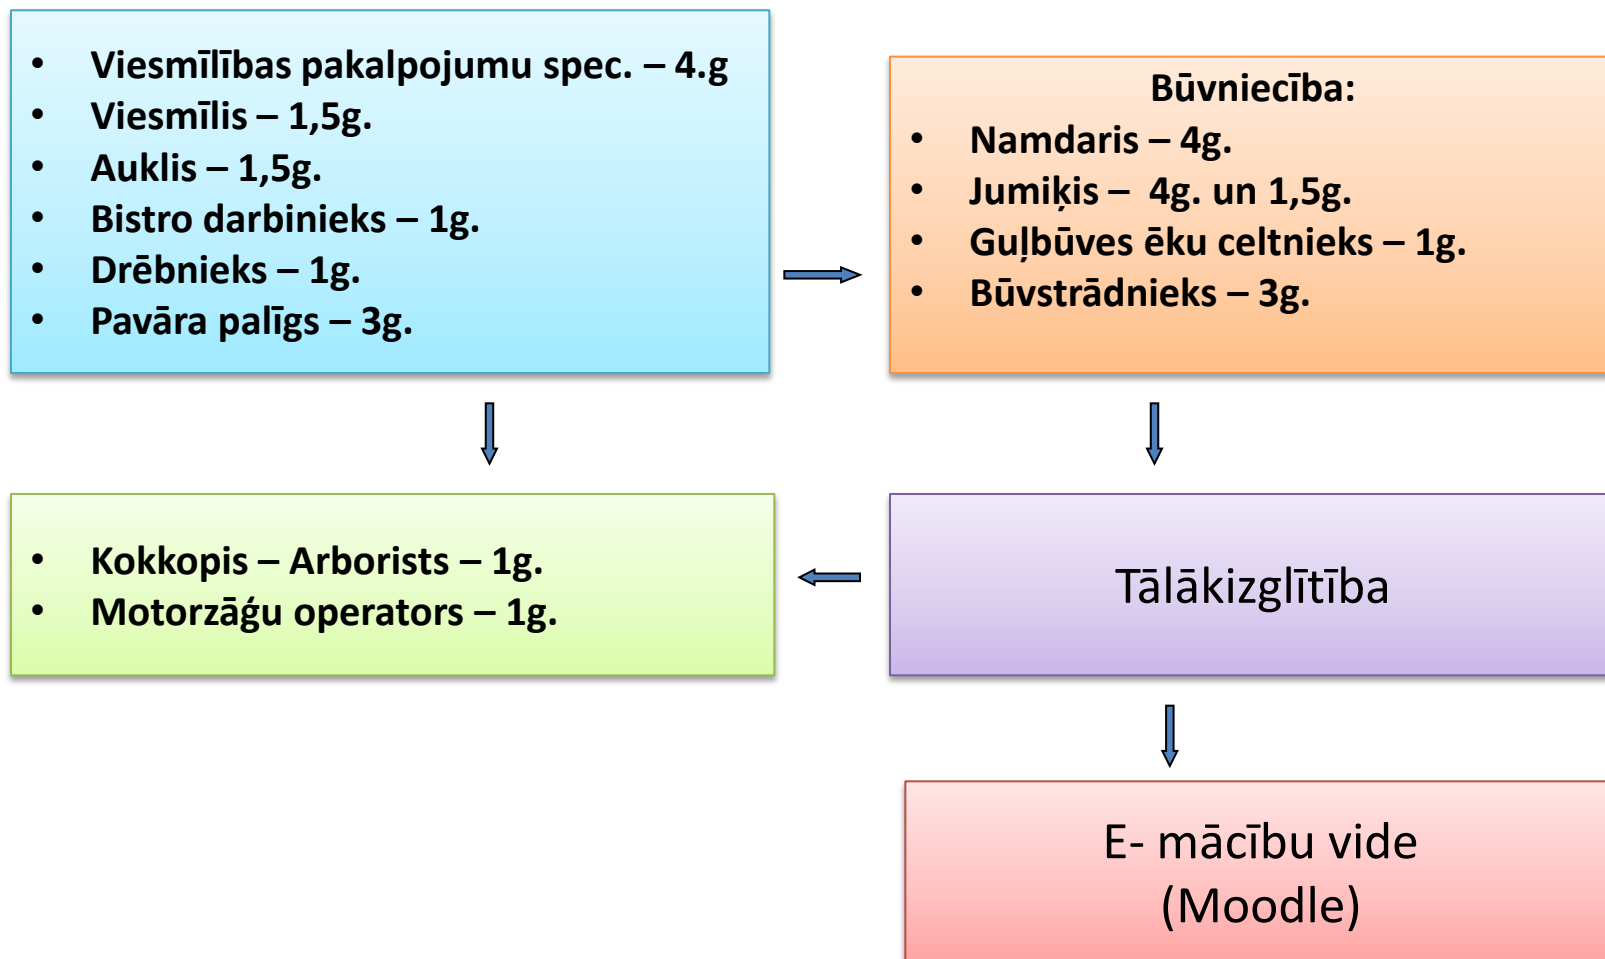 • Viesmīlības pakalpojumu spec. – 4.g
• Viesmīlis – 1,5g.
• Auklis – 1,5g.
• Bistro darbinieks – 1g.
• Drēbnieks – 1g.
• Pavāra palīgs – 3g.
Būvniecība:
• Namdaris – 4g.
• Jumiķis – 4g. un 1,5g.
• Guļbūves ēku celtnieks – 1g.
• Būvstrādnieks – 3g.
• Kokkopis – Arborists – 1g.
• Motorzāģu operators – 1g.
Tālākizglītība
E- mācību vide
(Moodle)